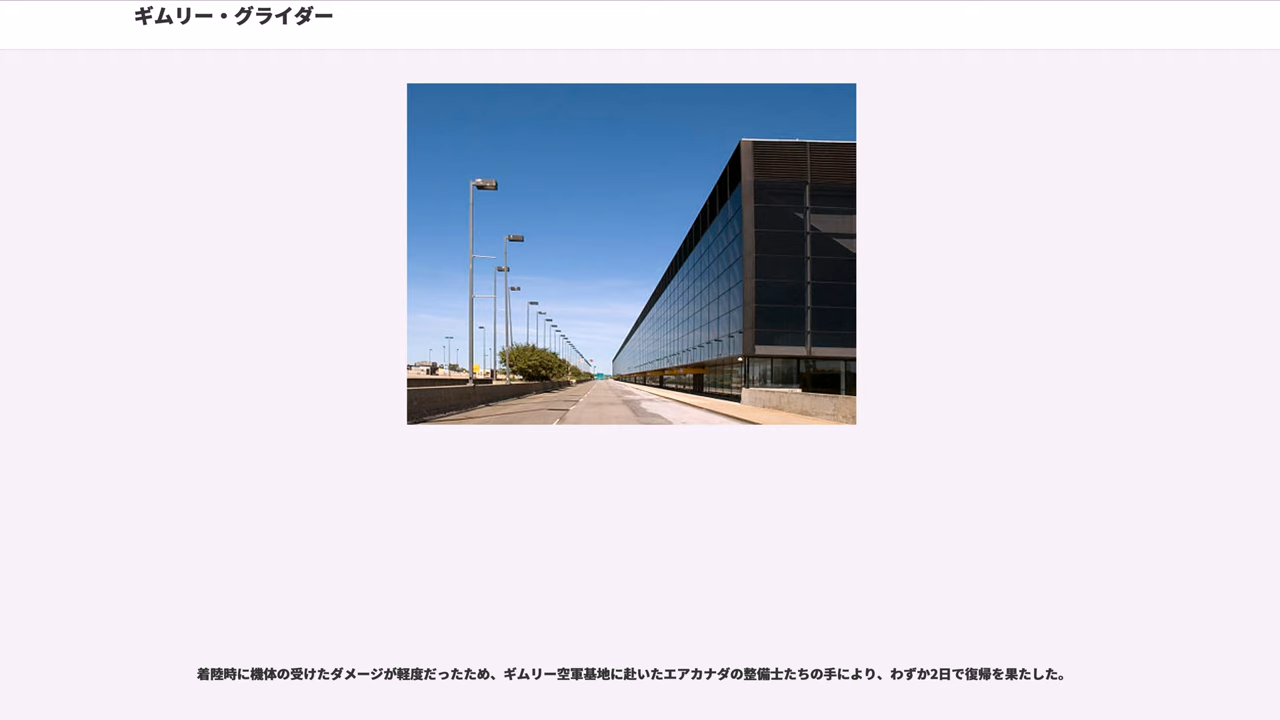 ギムリー・グライダー
着陸時に機体の受けたダメージが軽度だったため、ギムリー空軍基地に赴いたエアカナダの整備士たちの手により、わずか2日で復帰を果たした。